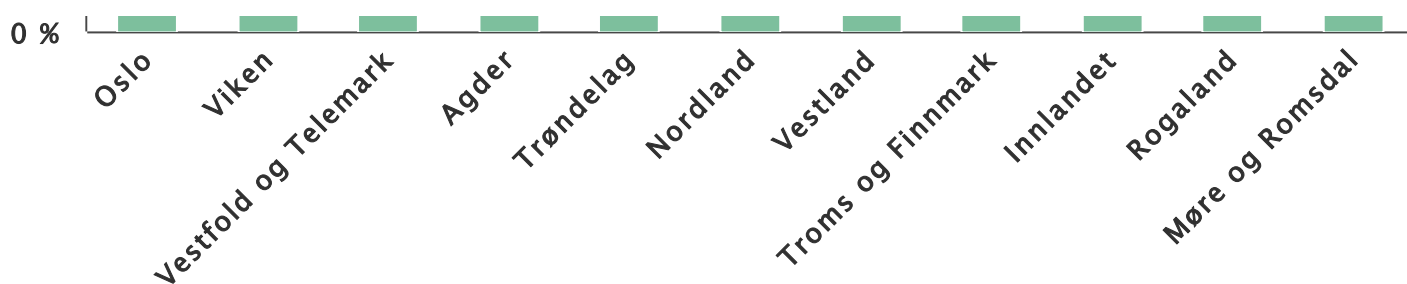 0 %
Oslo
Viken
Vestfold og Telemark
Agder
Trøndelag
Nordland
Vestland
Troms og Finnmark
Innlandet
Rogaland
Møre og Romsdal